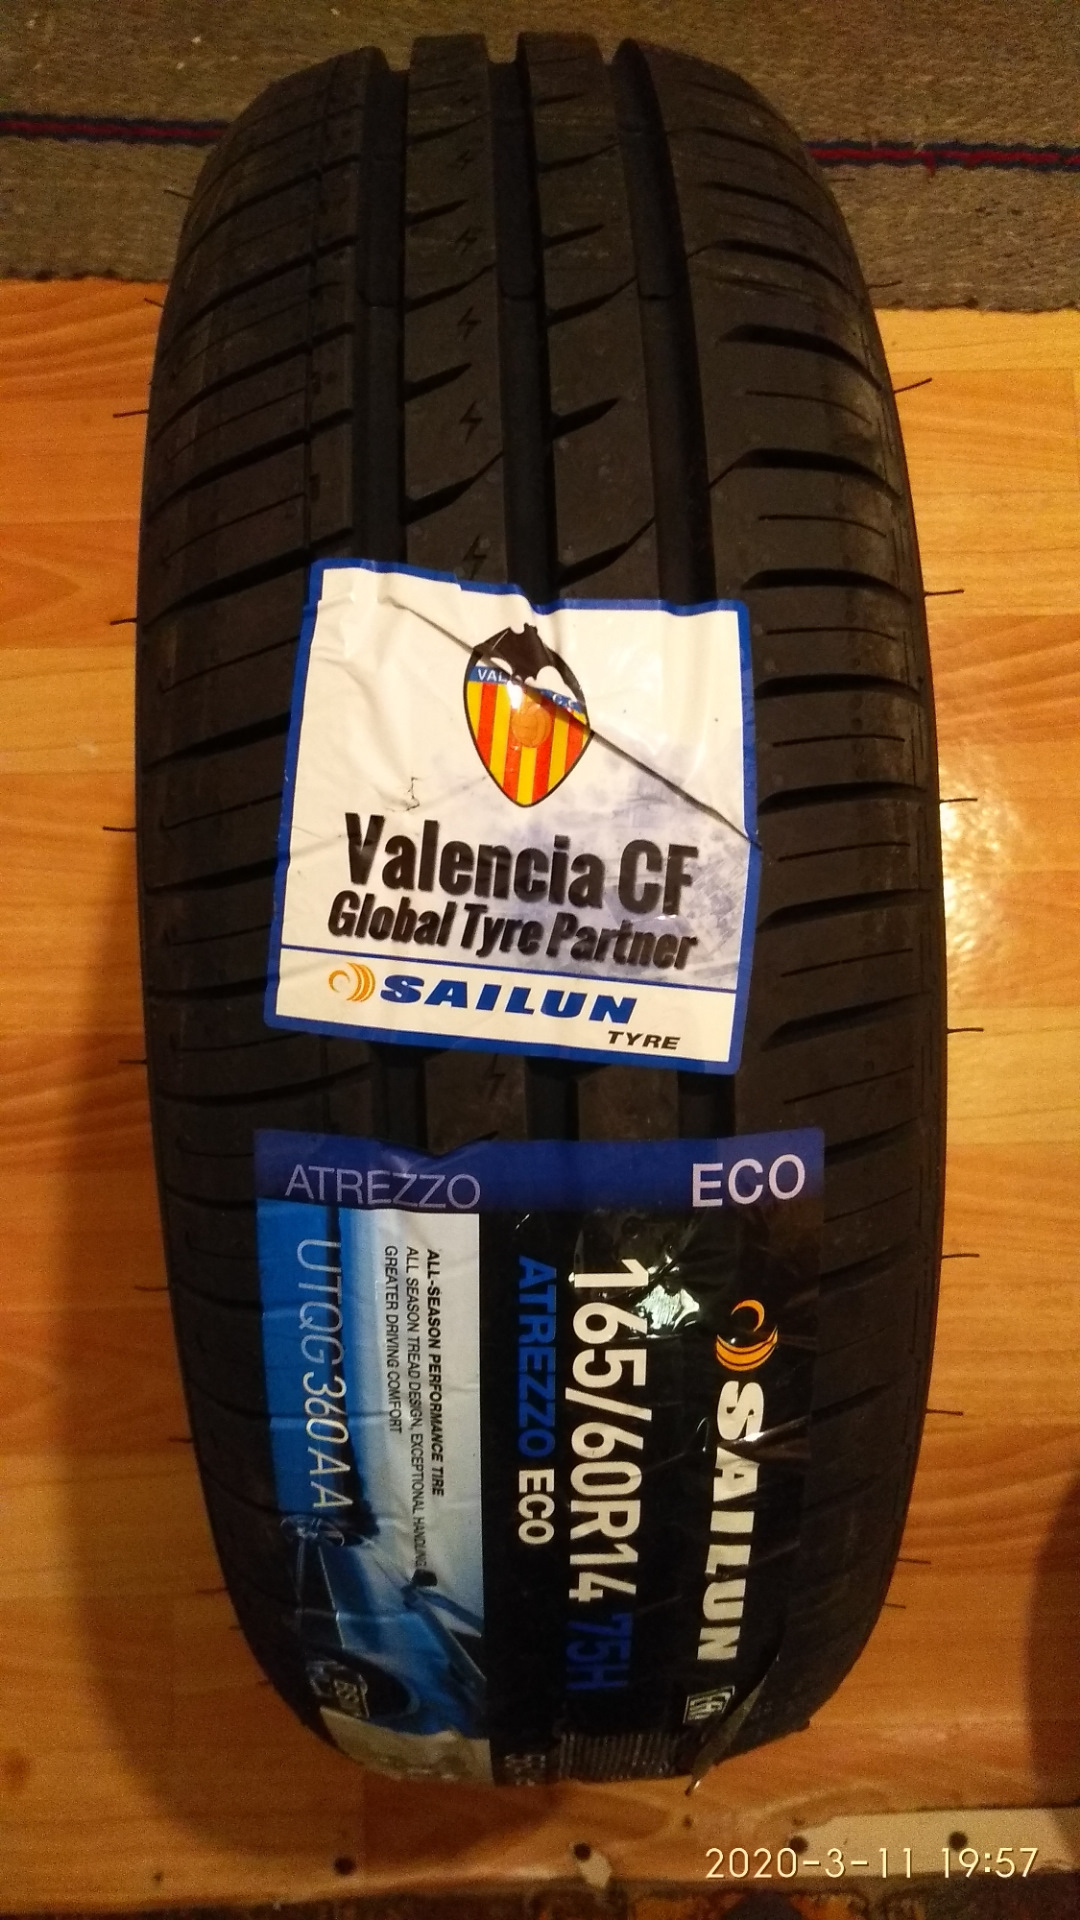 Valencia CF
Global Tyre Partner
SAILUN
TYRE
ATREZZO ECO
SAILUN
165/60R14 75H
ATREZZO ECO
ALL-SEASON PERFORMANCE TIRE
ALL SEASON TREAD DESIGN, EXCEPTIONAL HANDLING
GREATER DRIVING COMFORT
UTQG 360 A A
2020-3-11 19:57